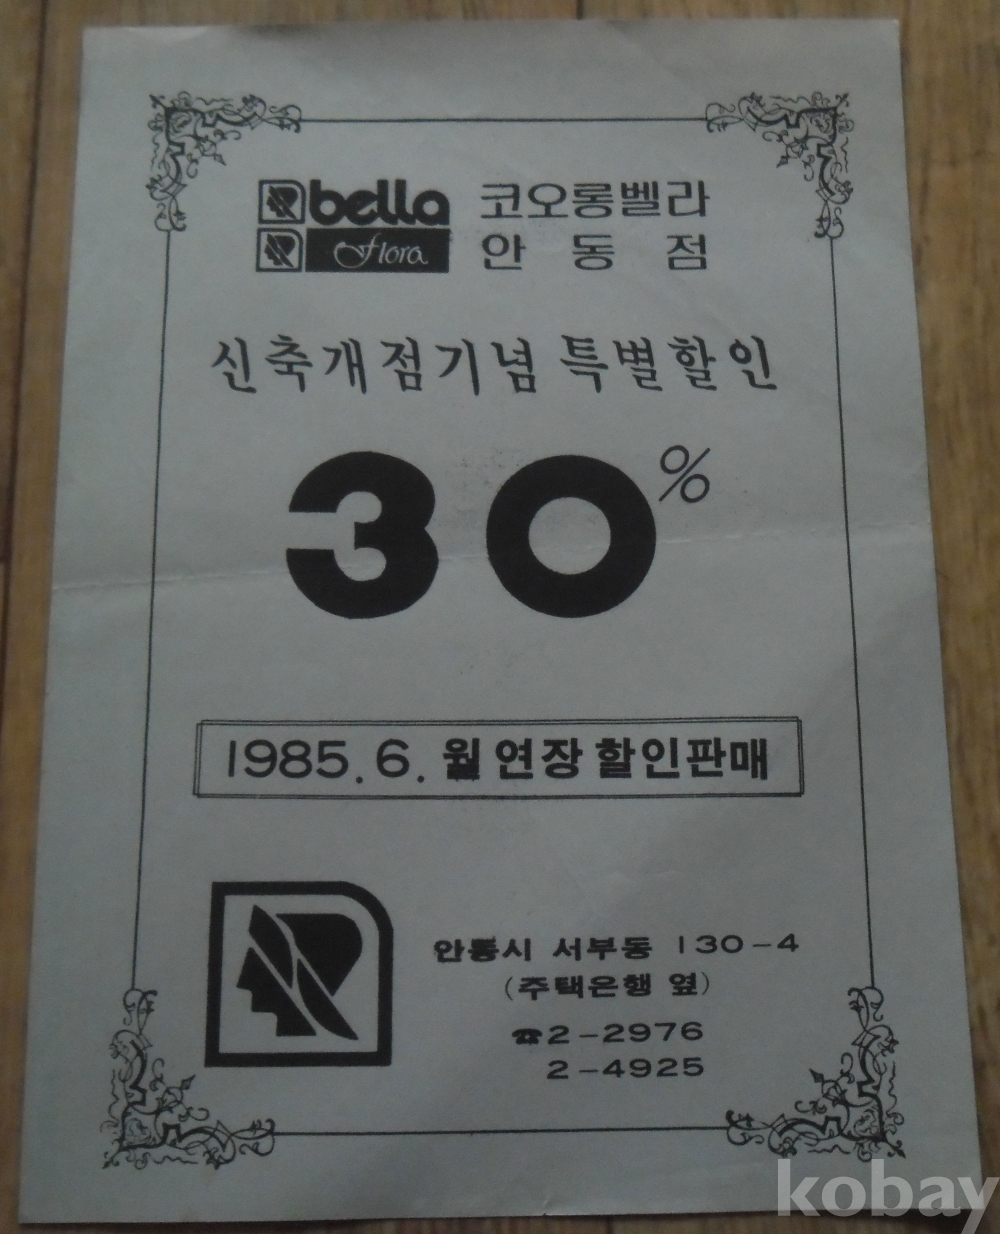 bella 코오롱벨라
Flora 안동점
신축개점기념 특별할인
30%
1985.6.월 연장 할인판매
안동시 서부동 130-4
(주택은행 옆)
☎2-2976
2-4925
kobay